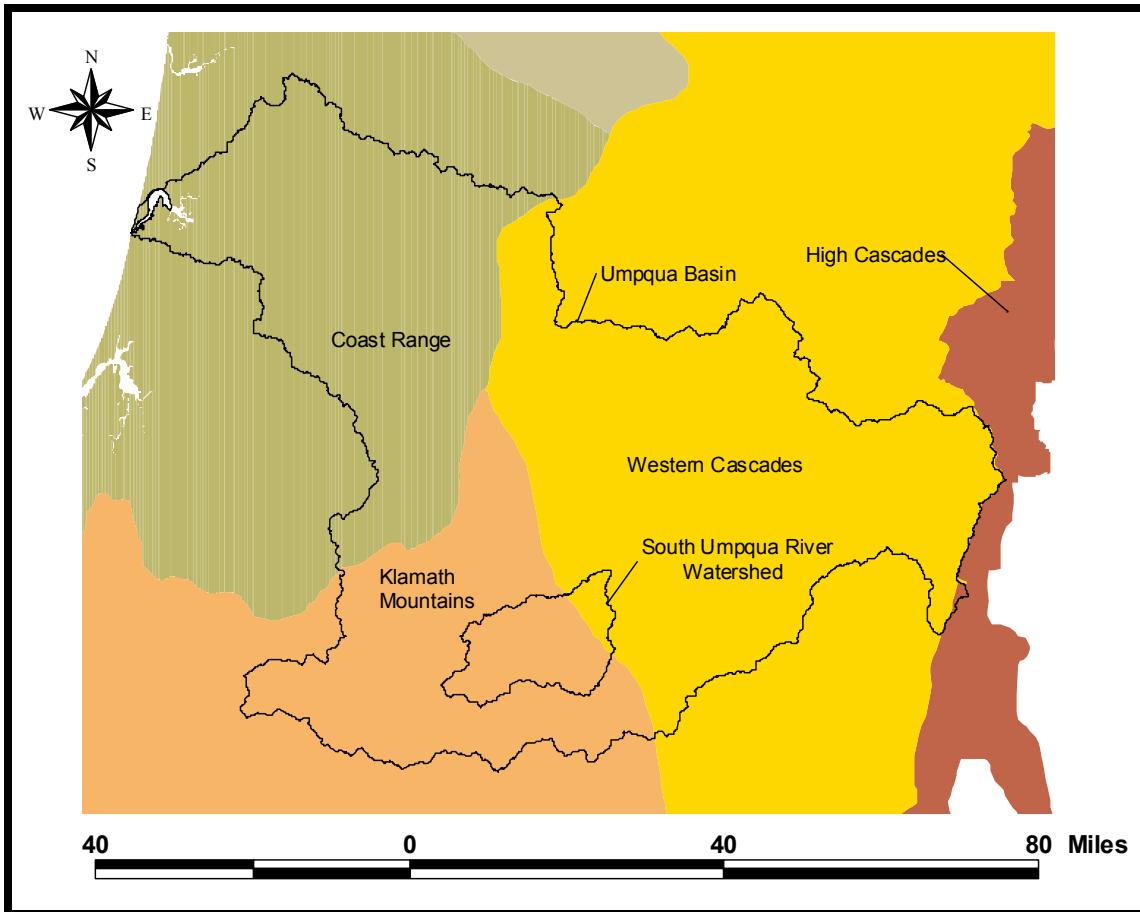 N
W E
S
High Cascades
Umpqua Basin
Coast Range
Western Cascades
South Umpqua River
Watershed
Klamath
Mountains
40 0 40 80 Miles